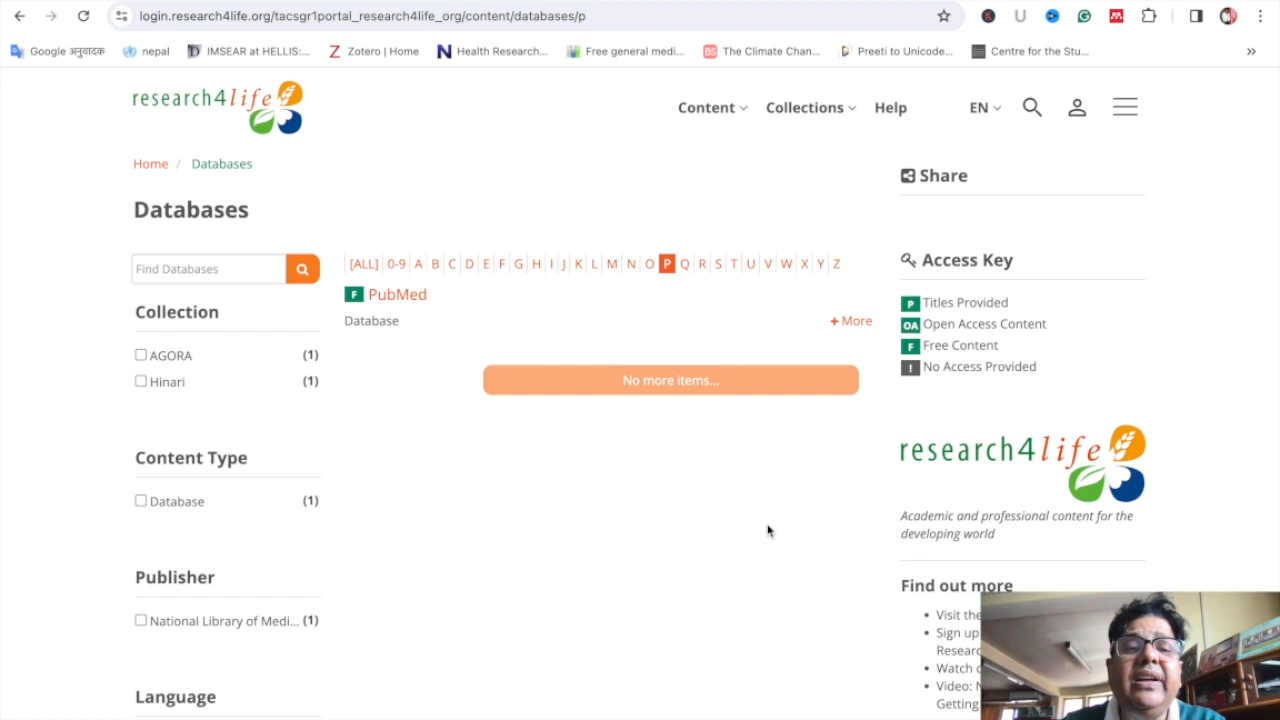 login.research4life.org/tacsgr1portal_research4life_org/content/databases/p
Google अनुवादक
nepal
IMSEAR at HELLIS:...
Zotero | Home
Health Research...
Free general medi...
The Climate Chan...
Preeti to Unicode...
Centre for the Stu...
research4life
Content
Collections
Help
EN
Home / Databases
Databases
Find Databases
Collection
AGORA (1)
Hinari (1)
Content Type
Database (1)
Publisher
National Library of Medi... (1)
Language
[ALL] 0-9 A B C D E F G H I J K L M N O P Q R S T U V W X Y Z
F PubMed
Database
+ More
No more items...
Share
Access Key
P Titles Provided
OA Open Access Content
F Free Content
! No Access Provided
research4life
Academic and professional content for the
developing world
Find out more
Visit the
Sign up
Researc
Watch
Video:
Getting